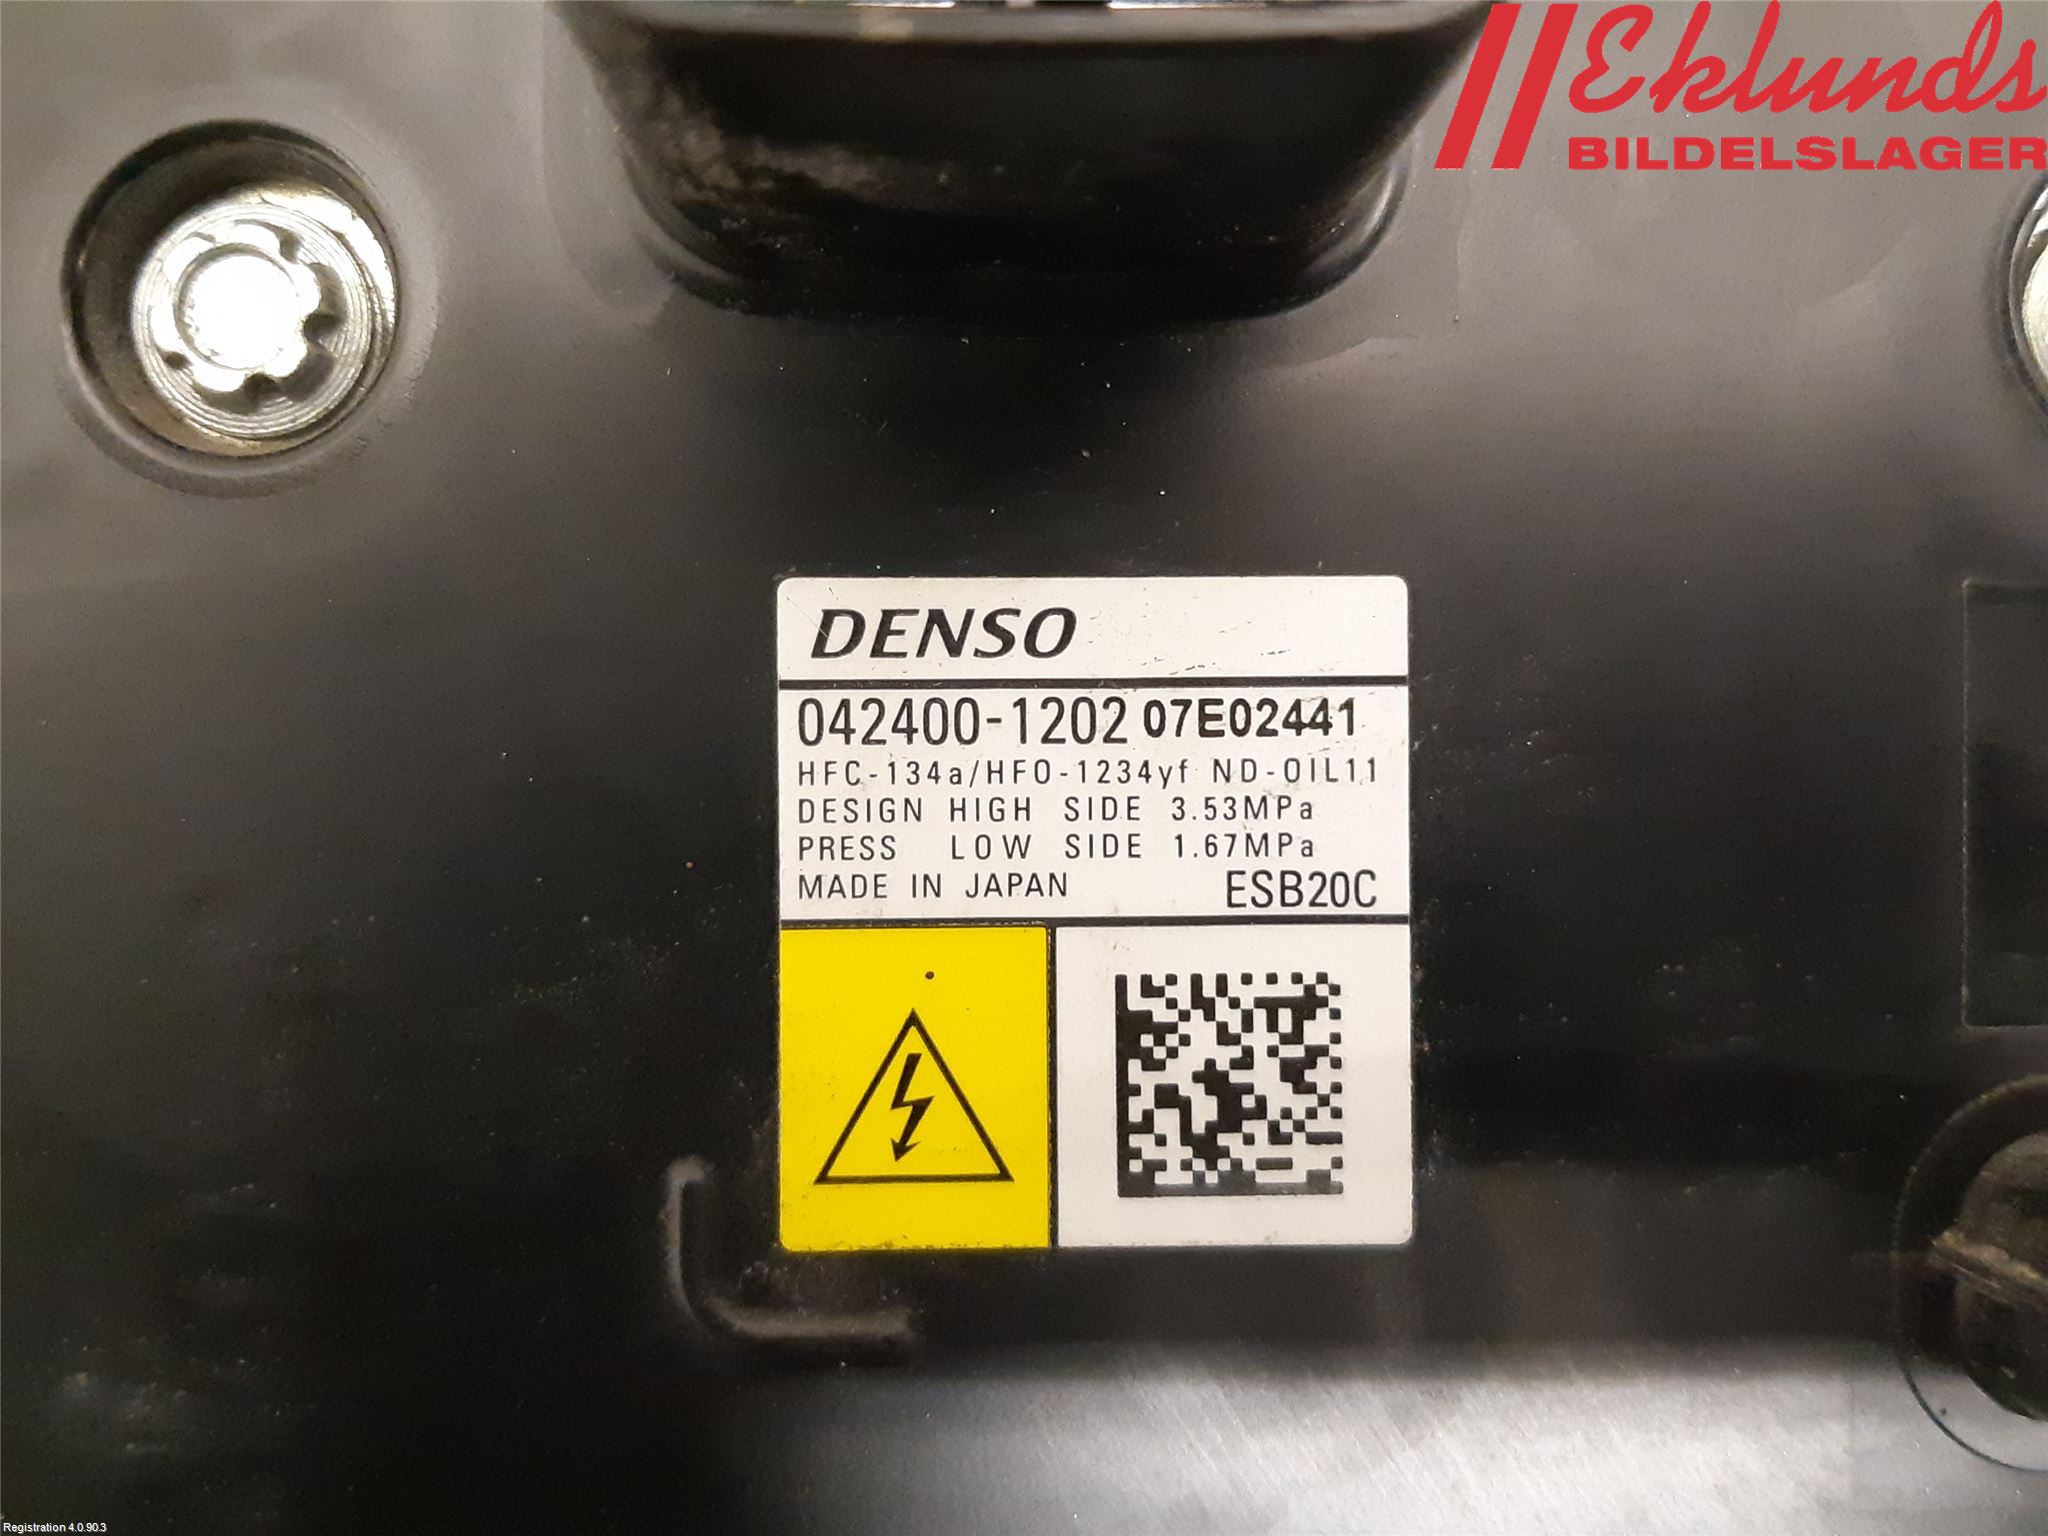 Eklunds
BILDELSLAGER
DENSO
042400-1202 07E02441
HFC-134a/HFO-1234yf ND-OIL11
DESIGN HIGH SIDE 3.53MPa
PRESS LOW SIDE 1.67MPa
MADE IN JAPAN ESB20C
Registration 4.0.90.3